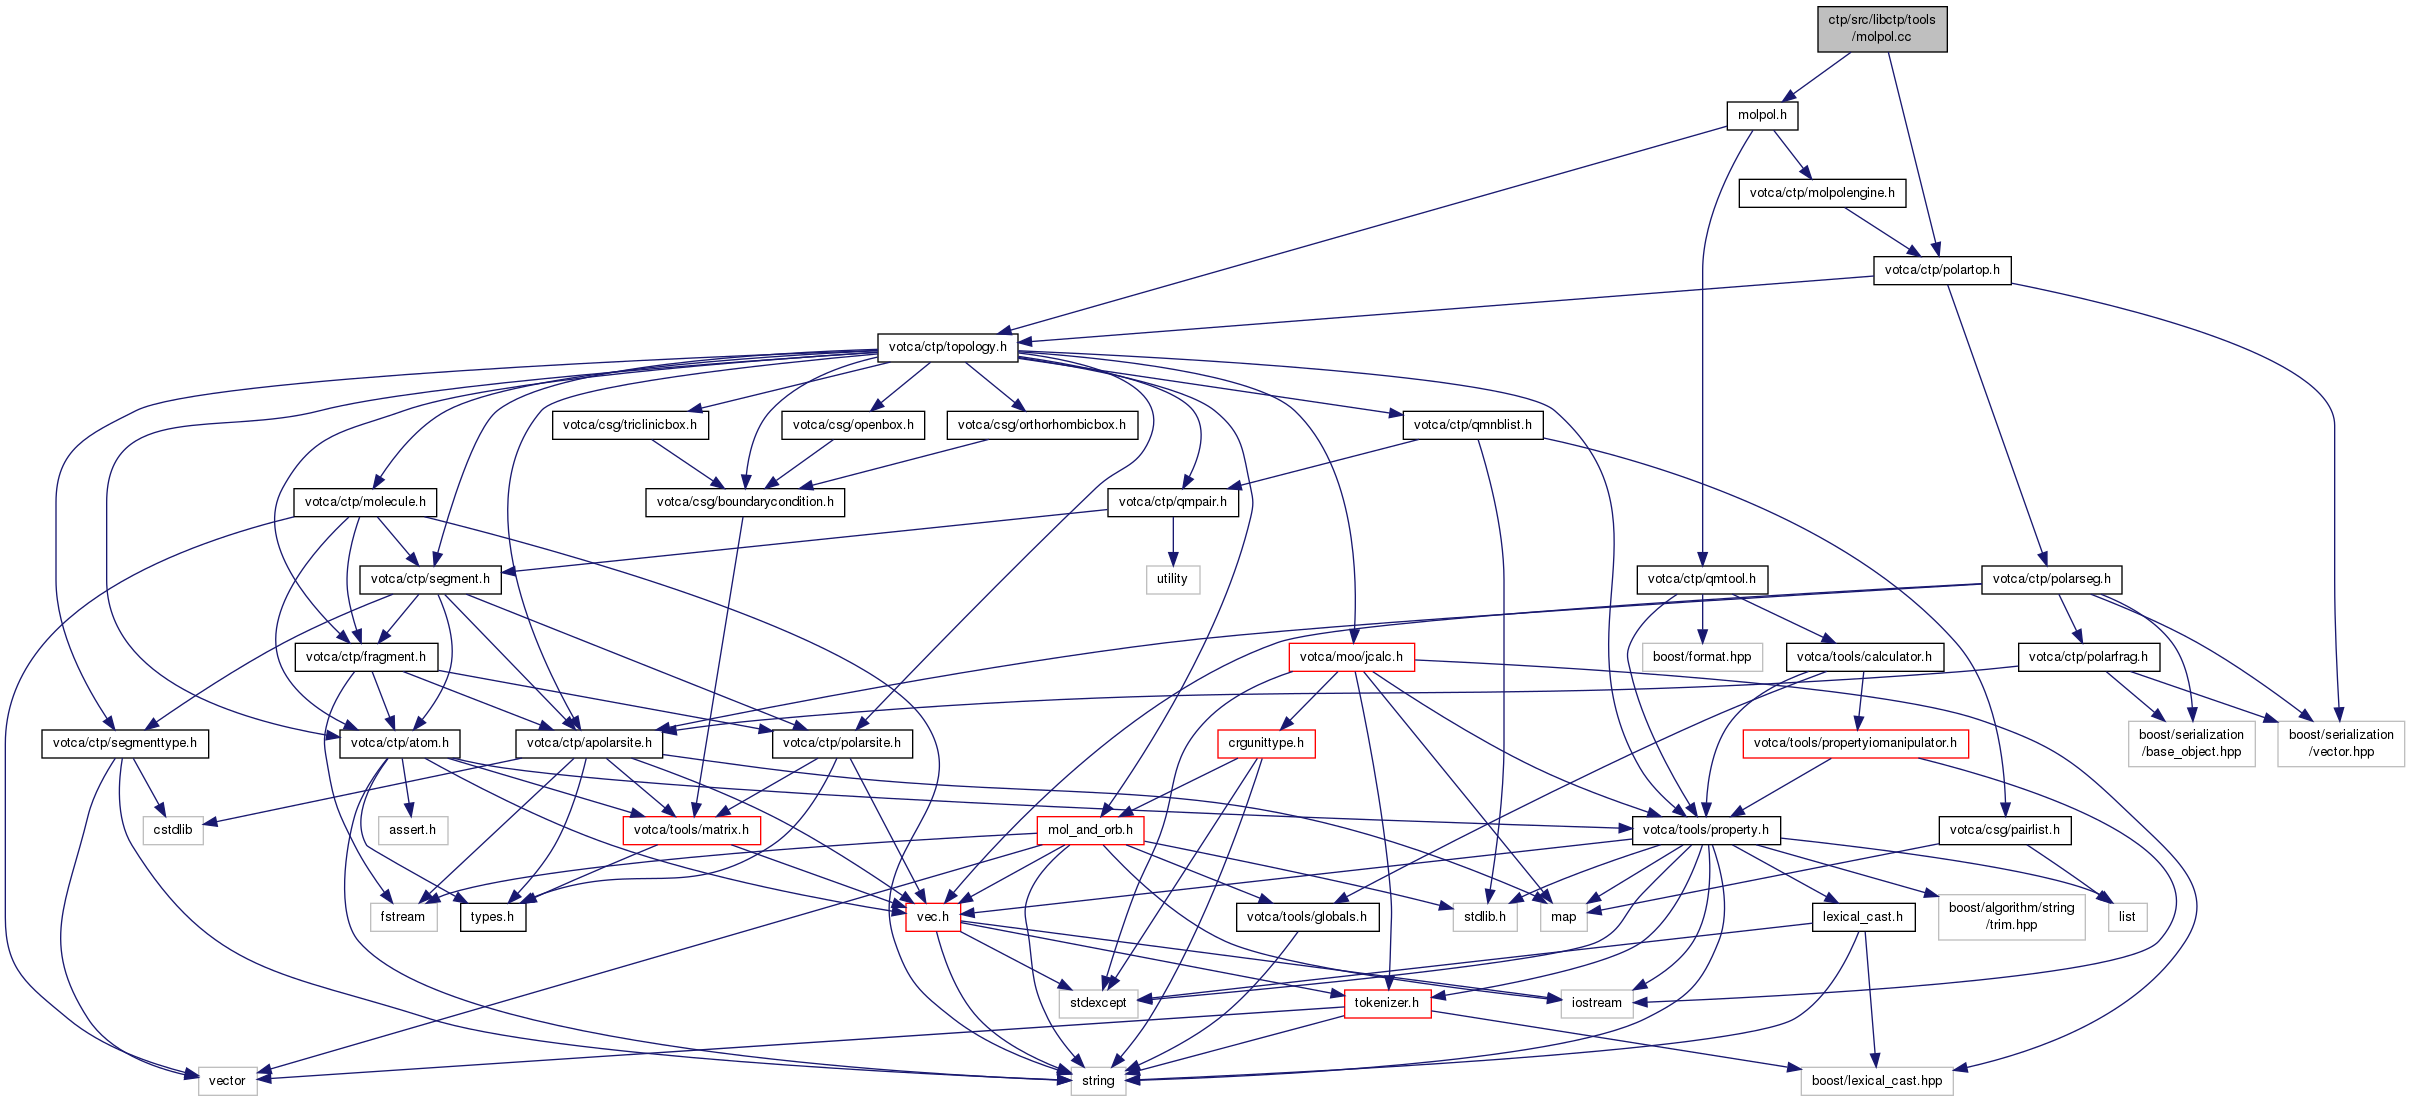 ctp/src/libctp/tools
/molpol.cc
molpol.h
votca/ctp/molpolengine.h
votca/ctp/polartop.h
votca/ctp/topology.h
votca/csg/triclinicbox.h
votca/csg/openbox.h
votca/csg/orthorhombicbox.h
votca/ctp/qmnblist.h
votca/ctp/molecule.h
votca/csg/boundarycondition.h
votca/ctp/qmpair.h
votca/ctp/segment.h
utility
votca/ctp/qmtool.h
votca/ctp/polarseg.h
votca/ctp/fragment.h
votca/moo/jcalc.h
boost/format.hpp
votca/tools/calculator.h
votca/ctp/polarfrag.h
votca/ctp/segmenttype.h
votca/ctp/atom.h
votca/ctp/apolarsite.h
votca/ctp/polarsite.h
crgunittype.h
votca/tools/propertyiomanipulator.h
boost/serialization
/base_object.hpp
boost/serialization
/vector.hpp
cstdlib
assert.h
votca/tools/matrix.h
mol_and_orb.h
votca/tools/property.h
votca/csg/pairlist.h
fstream
types.h
vec.h
votca/tools/globals.h
stdlib.h
map
lexical_cast.h
boost/algorithm/string
/trim.hpp
list
stdexcept
tokenizer.h
iostream
vector
string
boost/lexical_cast.hpp